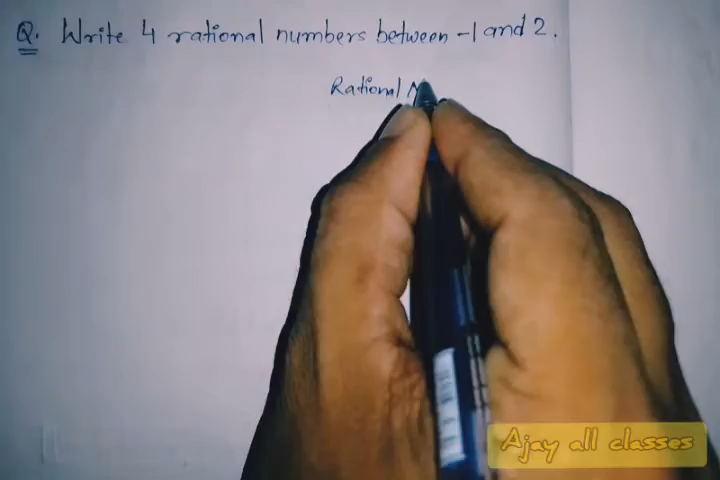 Q. Write 4 rational numbers between -1 and 2.
Rational N
Ajay all classes